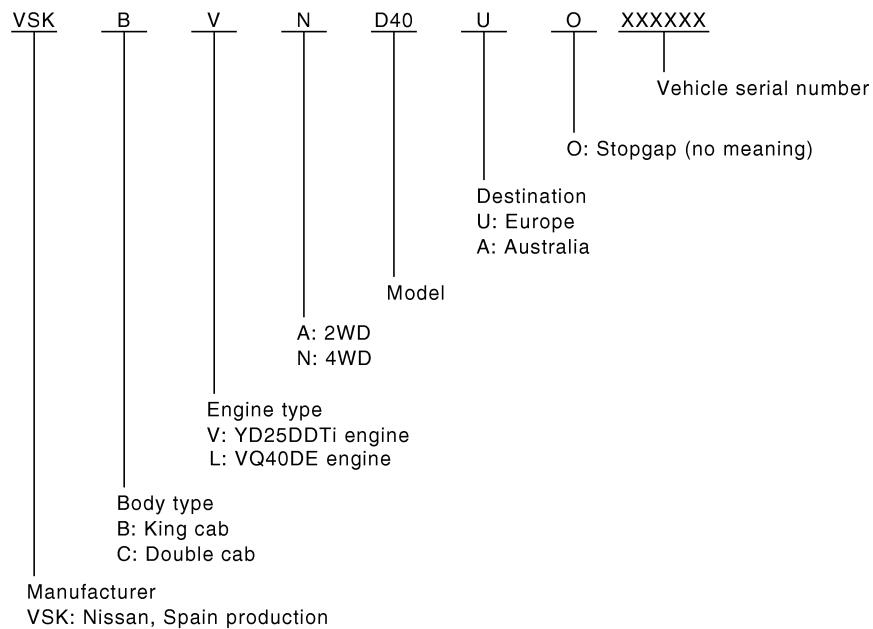 VSK B V N D40 U O XXXXXX
Vehicle serial number
O: Stopgap (no meaning)
Destination
U: Europe
A: Australia
Model
A: 2WD
N: 4WD
Engine type
V: YD25DDTi engine
L: VQ40DE engine
Body type
B: King cab
C: Double cab
Manufacturer
VSK: Nissan, Spain production